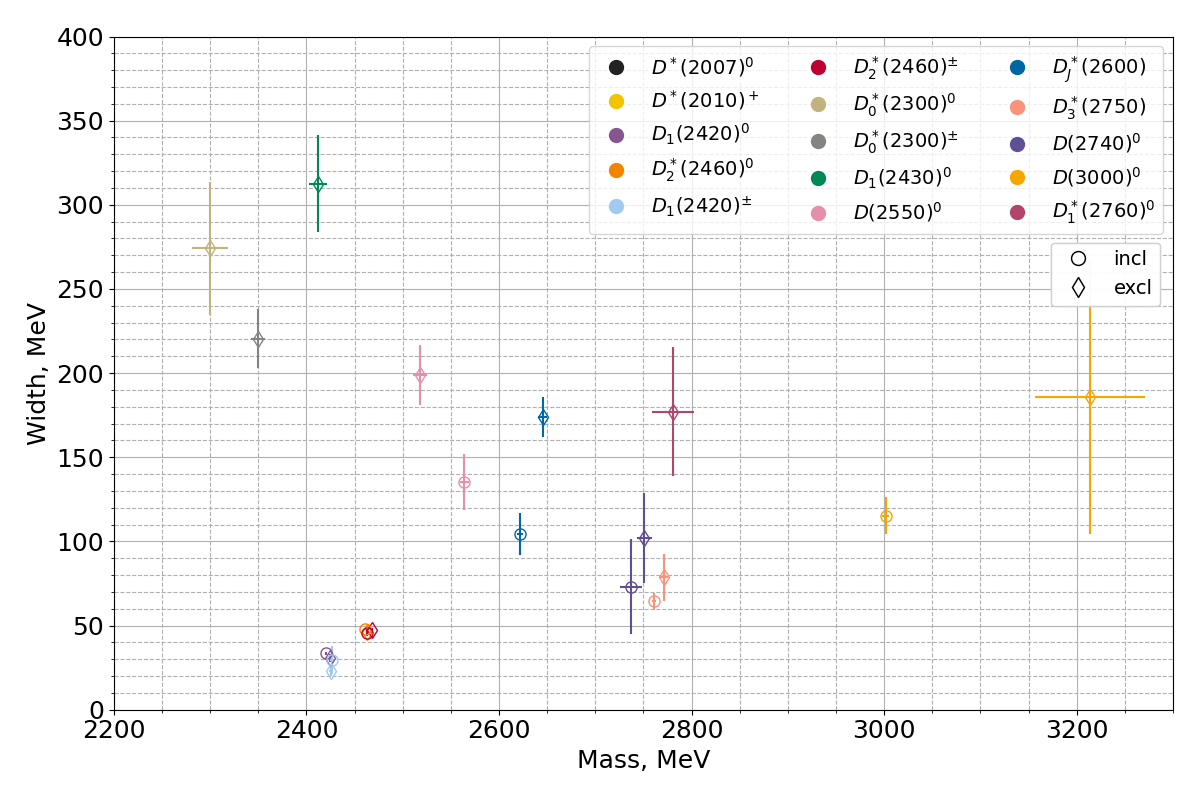 400
350
300
250
200
150
100
50
0
Width, MeV
2200
2400
2600
2800
3000
3200
Mass, MeV
D*(2007)⁰
D*(2010)⁺
D₁(2420)⁰
D₂*(2460)⁰
D₁(2420)±
D₂*(2460)±
D₀*(2300)⁰
D₀*(2300)±
D₁(2430)⁰
D(2550)⁰
D_J*(2600)
D₃*(2750)
D(2740)⁰
D(3000)⁰
D₁*(2760)⁰
incl
excl